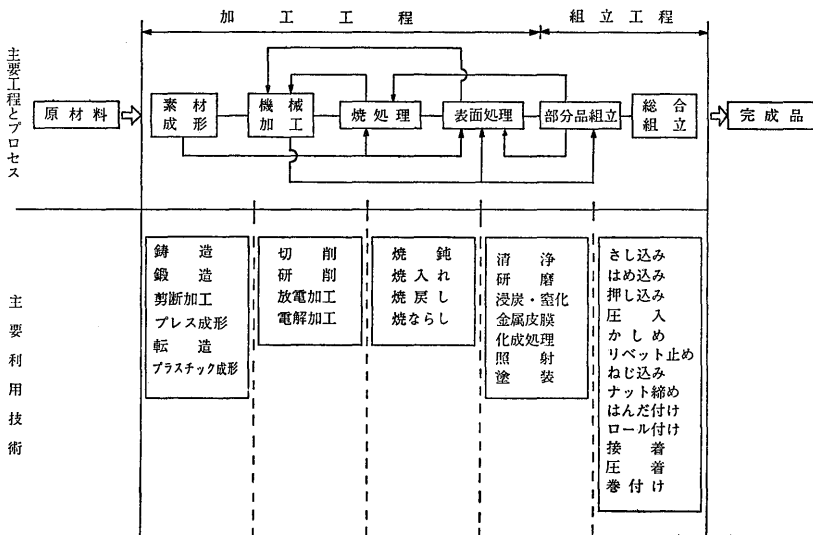 加工工程
組立工程
主要工程とプロセス
原材料
素材
成形
機械
加工
焼処理
表面処理
部分品組立
総合
組立
完成品
主要利用技術
鋳造
鍛造
剪断加工
プレス成形
転造
プラスチック成形
切削
研削
放電加工
電解加工
焼鈍
焼入れ
焼戻し
焼ならし
清浄
研磨
浸炭・窒化
金属皮膜
化成処理
照射
塗装
さし込み
はめ込み
押し込み
圧入
かしめ
リベット止め
ねじ込み
ナット締め
はんだ付け
ロール付け
接着
圧着
巻付け